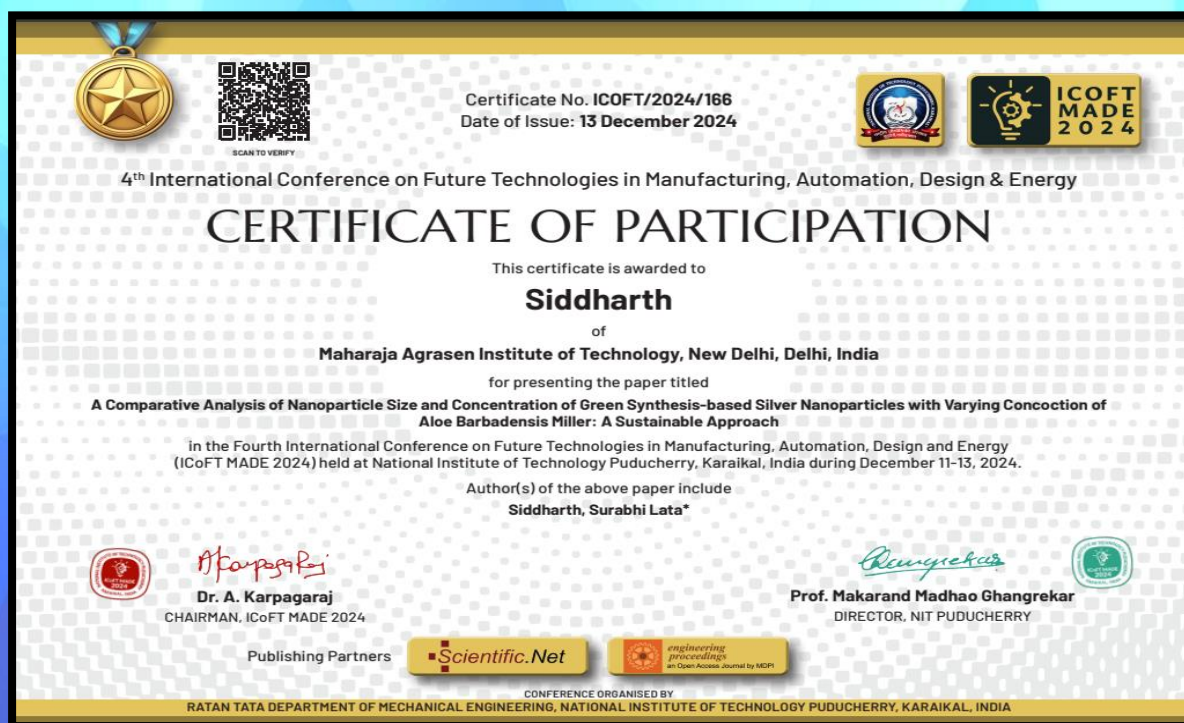 SCAN TO VERIFY
Certificate No. ICOFT/2024/166
Date of Issue: 13 December 2024
ICOFT
MADE
2024
4th International Conference on Future Technologies in Manufacturing, Automation, Design & Energy
CERTIFICATE OF PARTICIPATION
This certificate is awarded to
Siddharth
of
Maharaja Agrasen Institute of Technology, New Delhi, Delhi, India
for presenting the paper titled
A Comparative Analysis of Nanoparticle Size and Concentration of Green Synthesis-based Silver Nanoparticles with Varying Concoction of
Aloe Barbadensis Miller: A Sustainable Approach
in the Fourth International Conference on Future Technologies in Manufacturing, Automation, Design and Energy
(ICoFT MADE 2024) held at National Institute of Technology Puducherry, Karaikal, India during December 11-13, 2024.
Author(s) of the above paper include
Siddharth, Surabhi Lata*
Dr. A. Karpagaraj
CHAIRMAN, ICoFT MADE 2024
Prof. Makarand Madhao Ghangrekar
DIRECTOR, NIT PUDUCHERRY
Publishing Partners
Scientific.Net
engineering
proceedings
an Open Access Journal by MDPI
CONFERENCE ORGANISED BY
RATAN TATA DEPARTMENT OF MECHANICAL ENGINEERING, NATIONAL INSTITUTE OF TECHNOLOGY PUDUCHERRY, KARAIKAL, INDIA